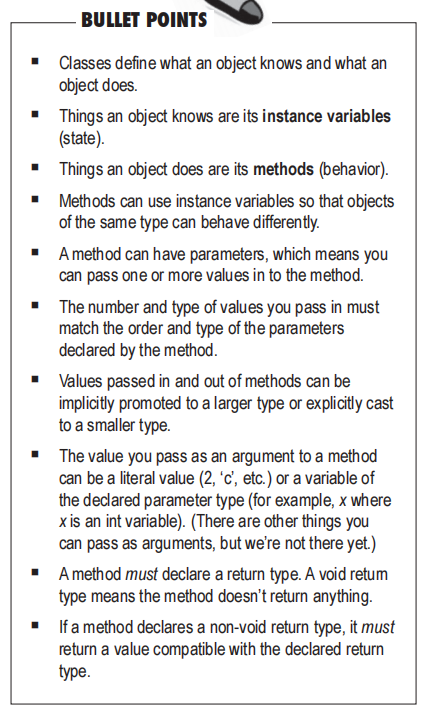 BULLET POINTS
▪ Classes define what an object knows and what an
object does.
▪ Things an object knows are its instance variables
(state).
▪ Things an object does are its methods (behavior).
▪ Methods can use instance variables so that objects
of the same type can behave differently.
▪ A method can have parameters, which means you
can pass one or more values in to the method.
▪ The number and type of values you pass in must
match the order and type of the parameters
declared by the method.
▪ Values passed in and out of methods can be
implicitly promoted to a larger type or explicitly cast
to a smaller type.
▪ The value you pass as an argument to a method
can be a literal value (2, ‘c’, etc.) or a variable of
the declared parameter type (for example, x where
x is an int variable). (There are other things you
can pass as arguments, but we’re not there yet.)
▪ A method must declare a return type. A void return
type means the method doesn’t return anything.
▪ If a method declares a non-void return type, it must
return a value compatible with the declared return
type.